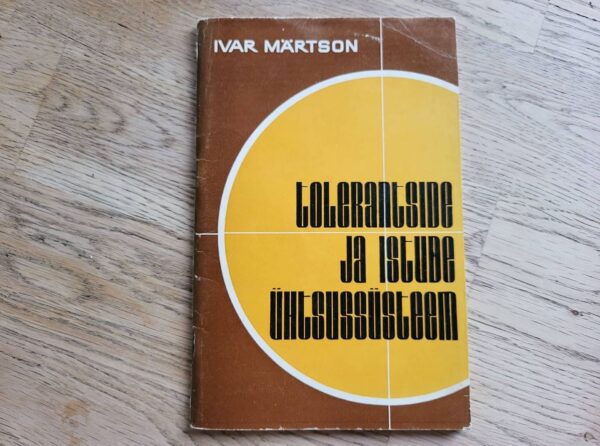 IVAR MÄRTSON
tolerantside
ja istude
ühtsussüsteem